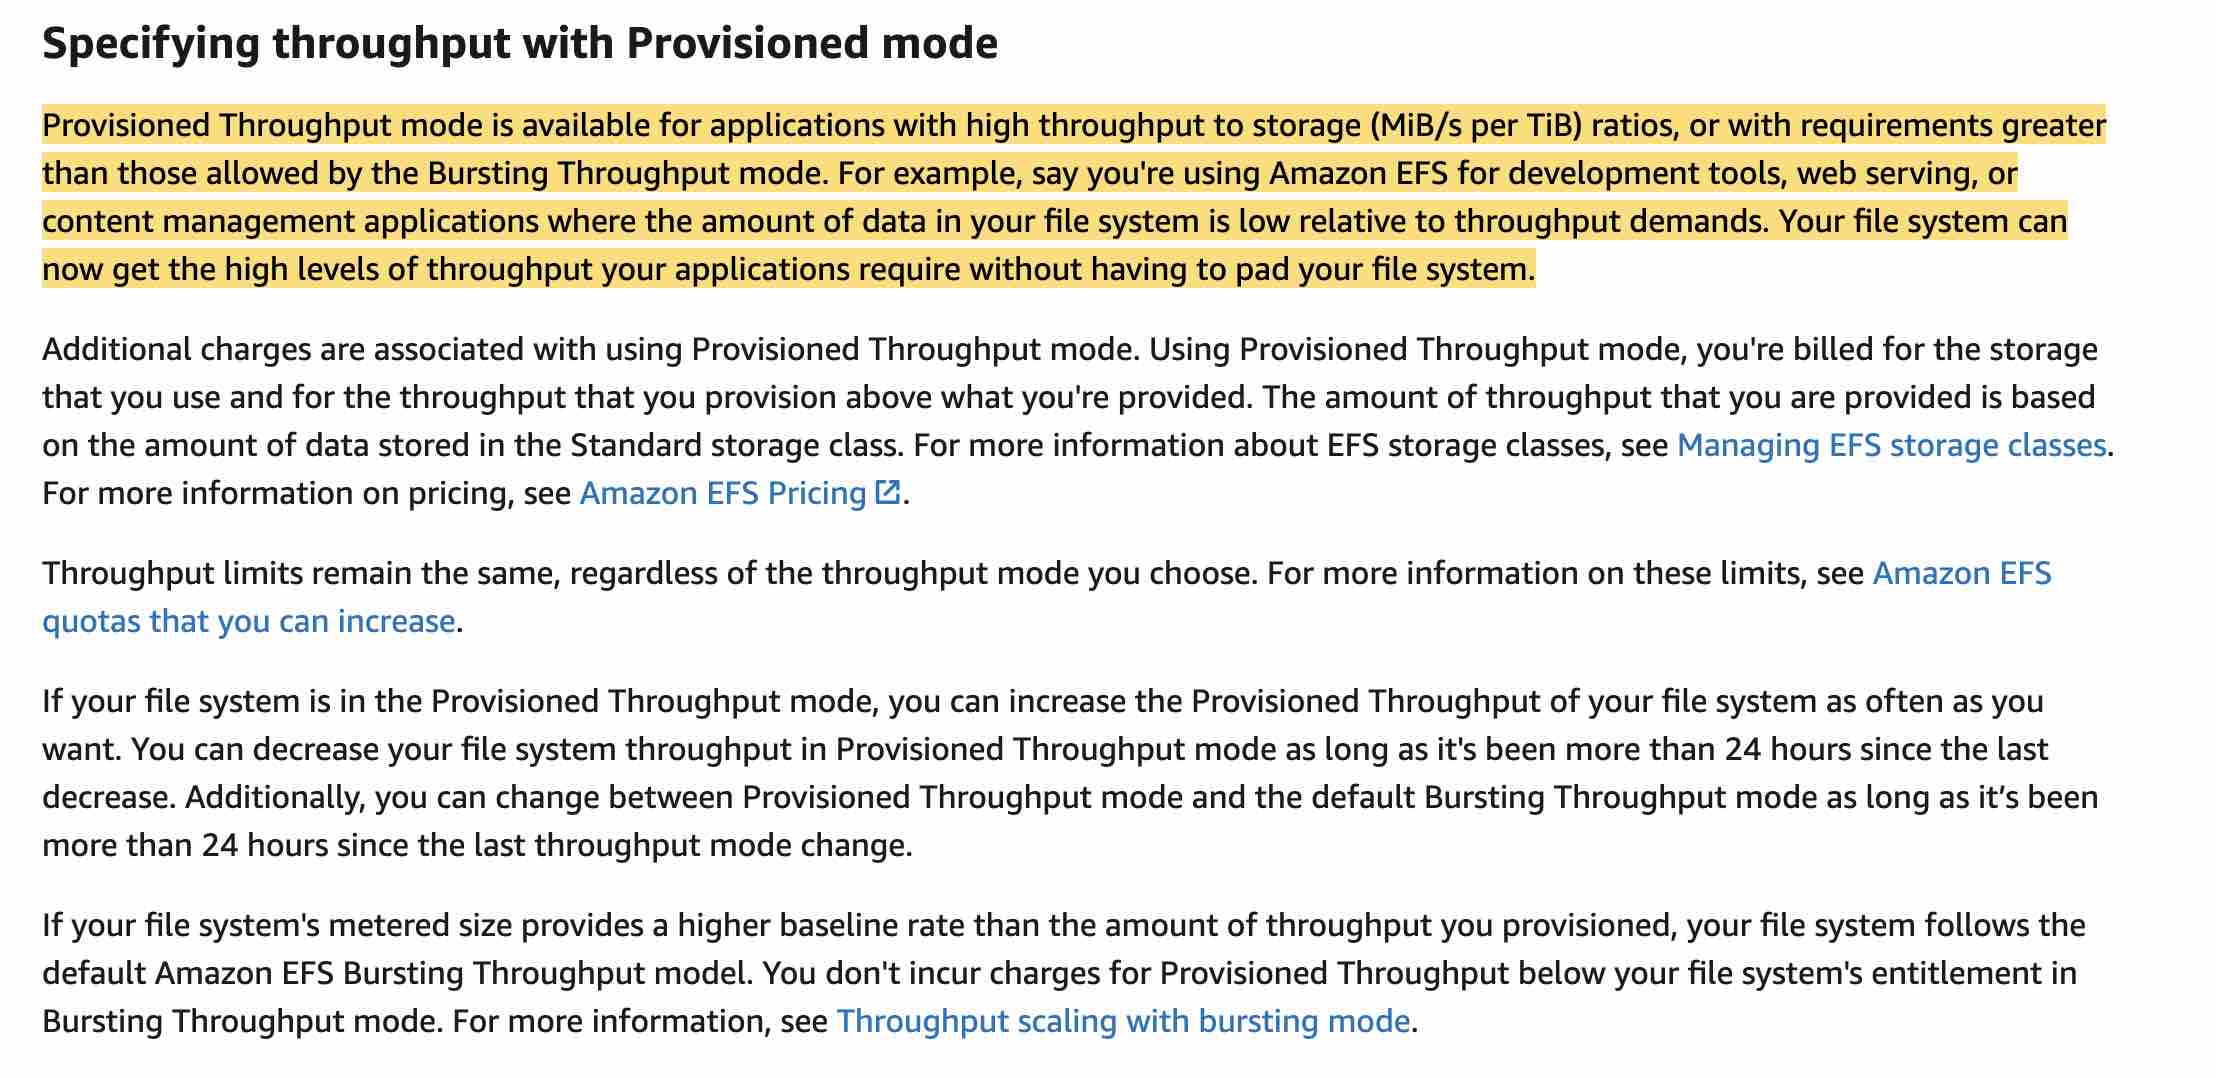 Specifying throughput with Provisioned mode
Provisioned Throughput mode is available for applications with high throughput to storage (MiB/s per TiB) ratios, or with requirements greater
than those allowed by the Bursting Throughput mode. For example, say you're using Amazon EFS for development tools, web serving, or
content management applications where the amount of data in your file system is low relative to throughput demands. Your file system can
now get the high levels of throughput your applications require without having to pad your file system.
Additional charges are associated with using Provisioned Throughput mode. Using Provisioned Throughput mode, you're billed for the storage
that you use and for the throughput that you provision above what you're provided. The amount of throughput that you are provided is based
on the amount of data stored in the Standard storage class. For more information about EFS storage classes, see Managing EFS storage classes.
For more information on pricing, see Amazon EFS Pricing.
Throughput limits remain the same, regardless of the throughput mode you choose. For more information on these limits, see Amazon EFS
quotas that you can increase.
If your file system is in the Provisioned Throughput mode, you can increase the Provisioned Throughput of your file system as often as you
want. You can decrease your file system throughput in Provisioned Throughput mode as long as it's been more than 24 hours since the last
decrease. Additionally, you can change between Provisioned Throughput mode and the default Bursting Throughput mode as long as it’s been
more than 24 hours since the last throughput mode change.
If your file system's metered size provides a higher baseline rate than the amount of throughput you provisioned, your file system follows the
default Amazon EFS Bursting Throughput model. You don't incur charges for Provisioned Throughput below your file system's entitlement in
Bursting Throughput mode. For more information, see Throughput scaling with bursting mode.